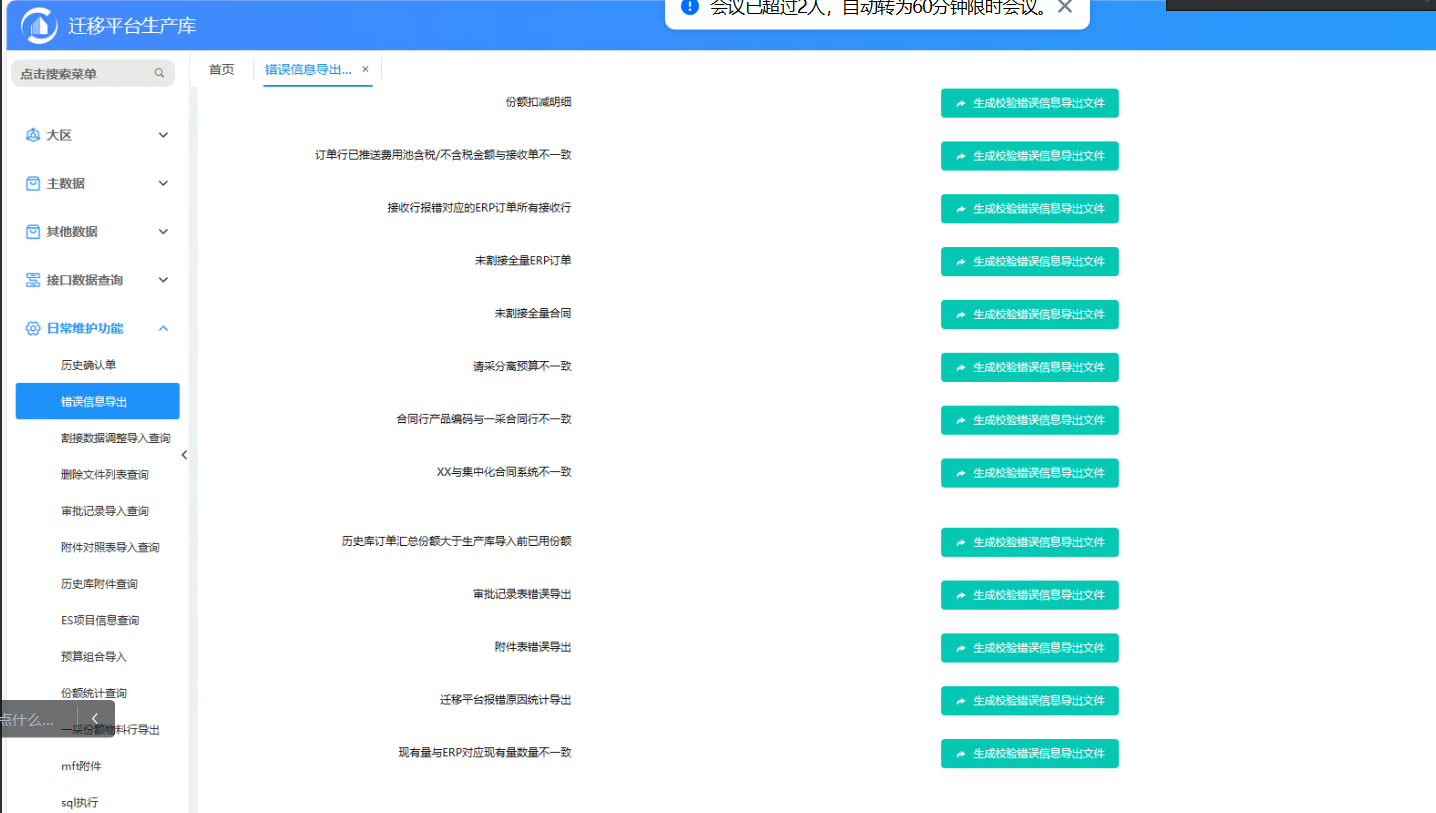 迁移平台生产库
会议已超过2人，自动转为60分钟限时会议。
点击搜索菜单
首页
错误信息导出...
大区
主数据
其他数据
接口数据查询
日常维护功能
历史确认单
错误信息导出
割接数据调整导入查询
删除文件列表查询
审批记录导入查询
附件对照表导入查询
历史库附件查询
ES项目信息查询
预算组合导入
份额统计查询
点什么...
一采份额物料行导出
mft附件
sql执行
份额扣减明细 生成校验错误信息导出文件
订单行已推送费用池含税/不含税金额与接收单不一致 生成校验错误信息导出文件
接收行报错对应的ERP订单所有接收行 生成校验错误信息导出文件
未割接全量ERP订单 生成校验错误信息导出文件
未割接全量合同 生成校验错误信息导出文件
请采分离预算不一致 生成校验错误信息导出文件
合同行产品编码与一采合同行不一致 生成校验错误信息导出文件
XX与集中化合同系统不一致 生成校验错误信息导出文件
历史库订单汇总份额大于生产库导入前已用份额 生成校验错误信息导出文件
审批记录表错误导出 生成校验错误信息导出文件
附件表错误导出 生成校验错误信息导出文件
迁移平台报错原因统计导出 生成校验错误信息导出文件
现有量与ERP对应现有量数量不一致 生成校验错误信息导出文件